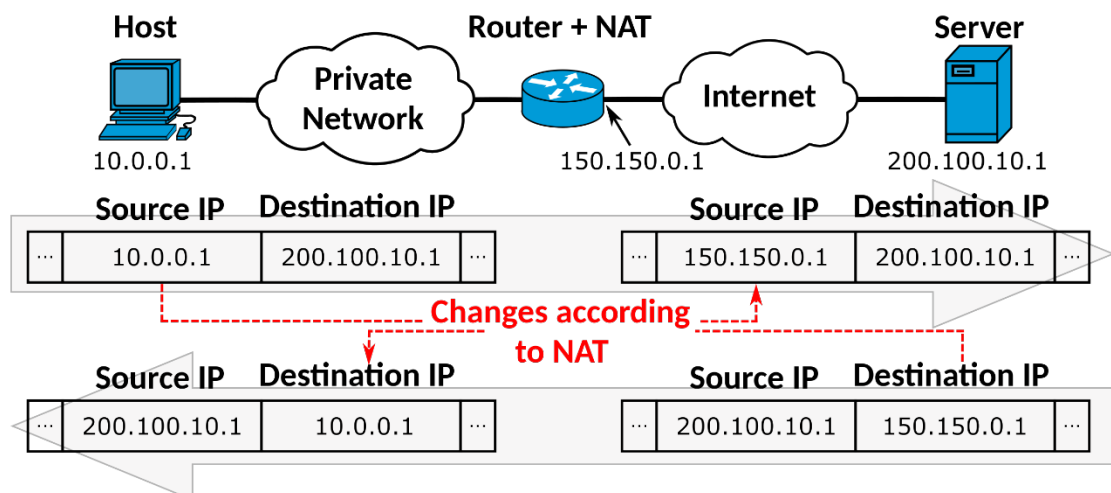 Host
Router + NAT
Server
Private
Network
Internet
10.0.0.1
150.150.0.1
200.100.10.1
Source IP Destination IP
Source IP Destination IP
... 10.0.0.1 200.100.10.1 ...
... 150.150.0.1 200.100.10.1 ...
Changes according
to NAT
Source IP Destination IP
Source IP Destination IP
... 200.100.10.1 10.0.0.1 ...
... 200.100.10.1 150.150.0.1 ...